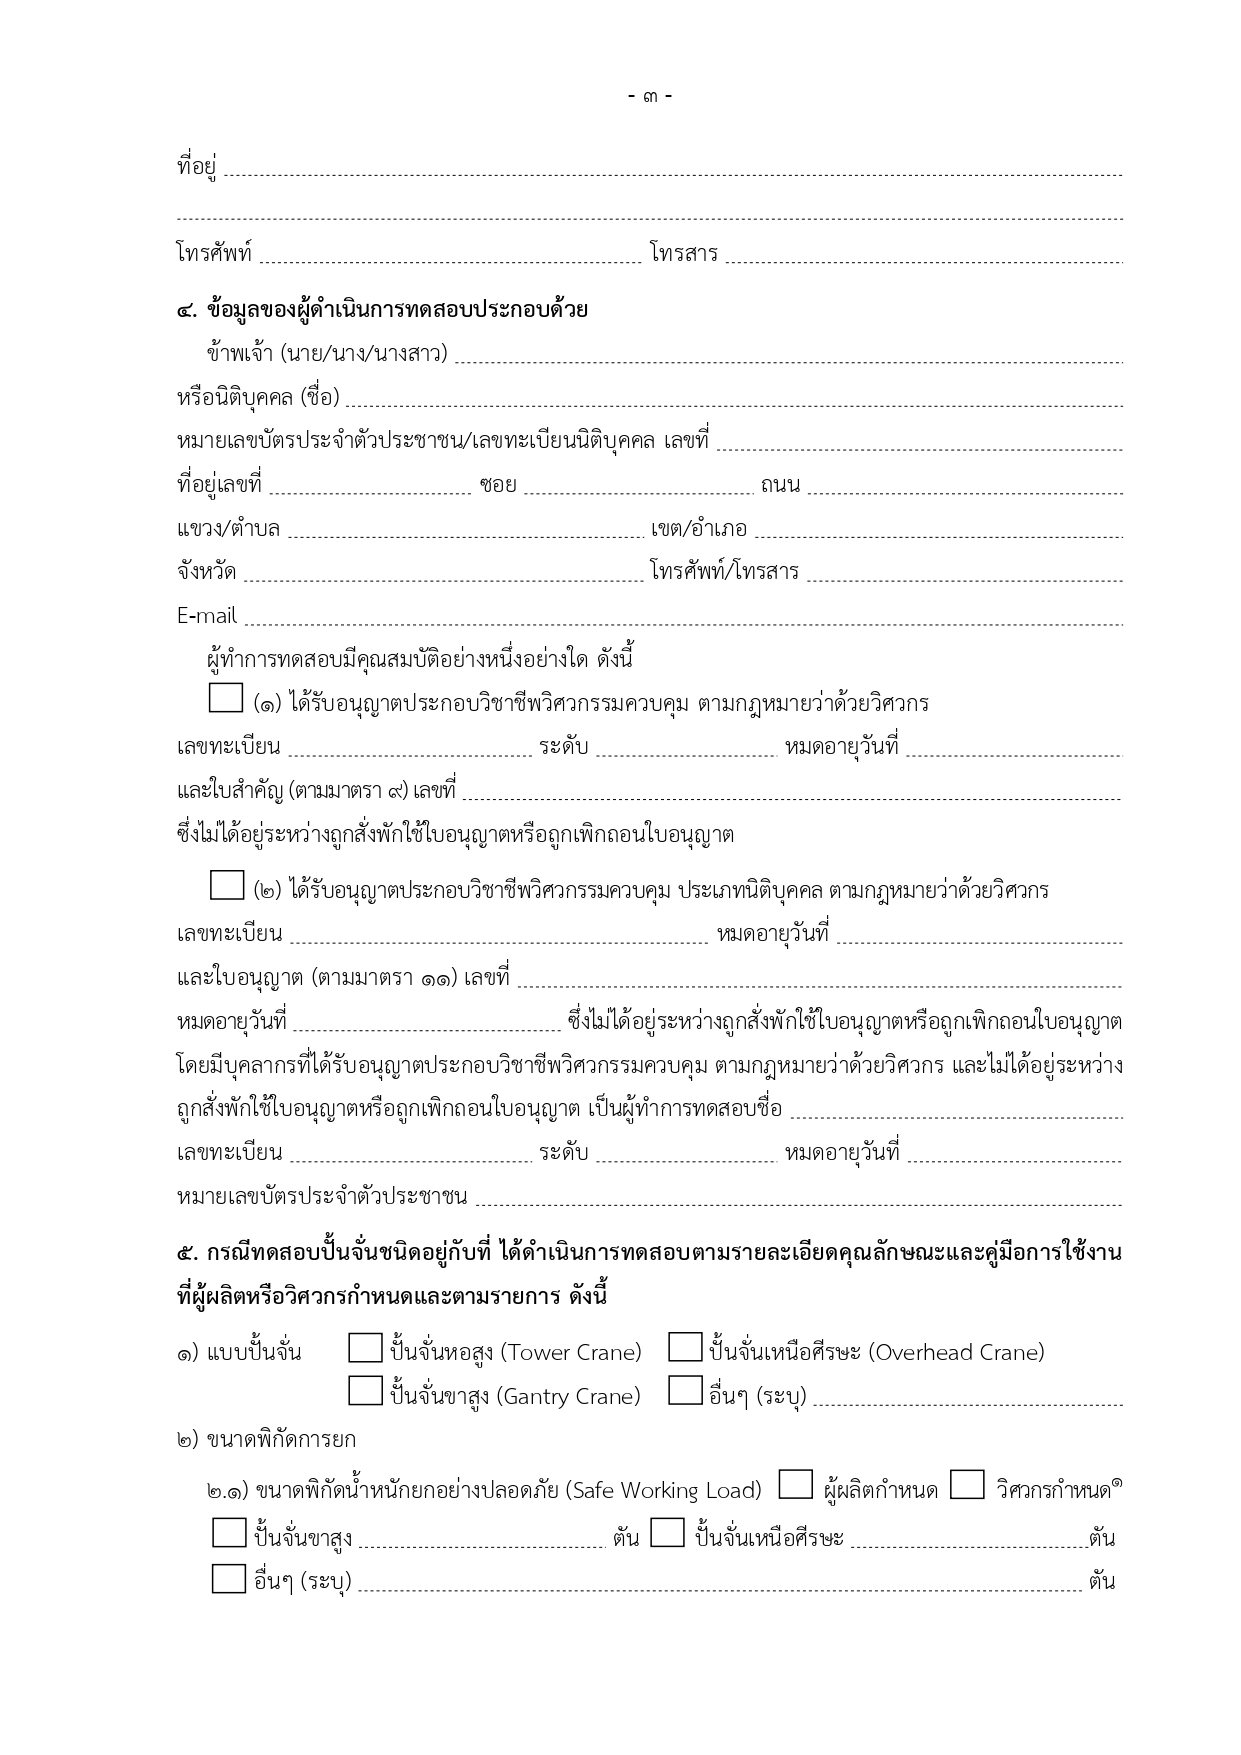 - ๓ -
ที่อยู่
โทรศัพท์ โทรสาร
๔. ข้อมูลของผู้ดำเนินการทดสอบประกอบด้วย
ข้าพเจ้า (นาย/นาง/นางสาว)
หรือนิติบุคคล (ชื่อ)
หมายเลขบัตรประจำตัวประชาชน/เลขทะเบียนนิติบุคคล เลขที่
ที่อยู่เลขที่ ซอย ถนน
แขวง/ตำบล เขต/อำเภอ
จังหวัด โทรศัพท์/โทรสาร
E-mail
ผู้ทำการทดสอบมีคุณสมบัติอย่างหนึ่งอย่างใด ดังนี้
(๑) ได้รับอนุญาตประกอบวิชาชีพวิศวกรรมควบคุม ตามกฎหมายว่าด้วยวิศวกร
เลขทะเบียน ระดับ หมดอายุวันที่
และใบสำคัญ (ตามมาตรา ๙) เลขที่
ซึ่งไม่ได้อยู่ระหว่างถูกสั่งพักใช้ใบอนุญาตหรือถูกเพิกถอนใบอนุญาต
(๒) ได้รับอนุญาตประกอบวิชาชีพวิศวกรรมควบคุม ประเภทนิติบุคคล ตามกฎหมายว่าด้วยวิศวกร
เลขทะเบียน หมดอายุวันที่
และใบอนุญาต (ตามมาตรา ๑๑) เลขที่
หมดอายุวันที่ ซึ่งไม่ได้อยู่ระหว่างถูกสั่งพักใช้ใบอนุญาตหรือถูกเพิกถอนใบอนุญาต
โดยมีบุคลากรที่ได้รับอนุญาตประกอบวิชาชีพวิศวกรรมควบคุม ตามกฎหมายว่าด้วยวิศวกร และไม่ได้อยู่ระหว่าง
ถูกสั่งพักใช้ใบอนุญาตหรือถูกเพิกถอนใบอนุญาต เป็นผู้ทำการทดสอบชื่อ
เลขทะเบียน ระดับ หมดอายุวันที่
หมายเลขบัตรประจำตัวประชาชน
๕. กรณีทดสอบปั้นจั่นชนิดอยู่กับที่ ได้ดำเนินการทดสอบตามรายละเอียดคุณลักษณะและคู่มือการใช้งาน
ที่ผู้ผลิตหรือวิศวกรกำหนดและตามรายการ ดังนี้
๑) แบบปั้นจั่น ปั้นจั่นหอสูง (Tower Crane) ปั้นจั่นเหนือศีรษะ (Overhead Crane)
ปั้นจั่นขาสูง (Gantry Crane) อื่นๆ (ระบุ)
๒) ขนาดพิกัดการยก
๒.๑) ขนาดพิกัดน้ำหนักยกอย่างปลอดภัย (Safe Working Load) ผู้ผลิตกำหนด วิศวกรกำหนด๑
ปั้นจั่นขาสูง ตัน ปั้นจั่นเหนือศีรษะ ตัน
อื่นๆ (ระบุ) ตัน